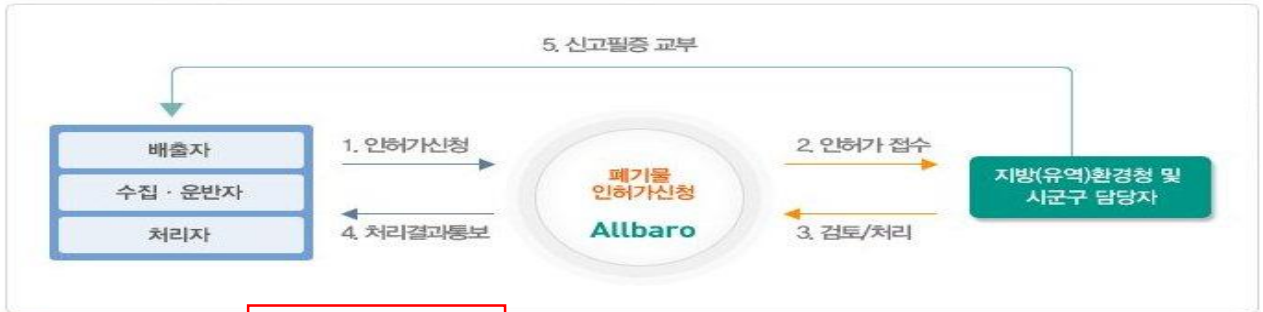 5. 신고필증 교부
배출자
수집 · 운반자
처리자
1. 인허가신청
4. 처리결과통보
폐기물
인허가신청
Allbaro
2. 인허가 접수
3. 검토/처리
지방(유역)환경청 및
시군구 담당자